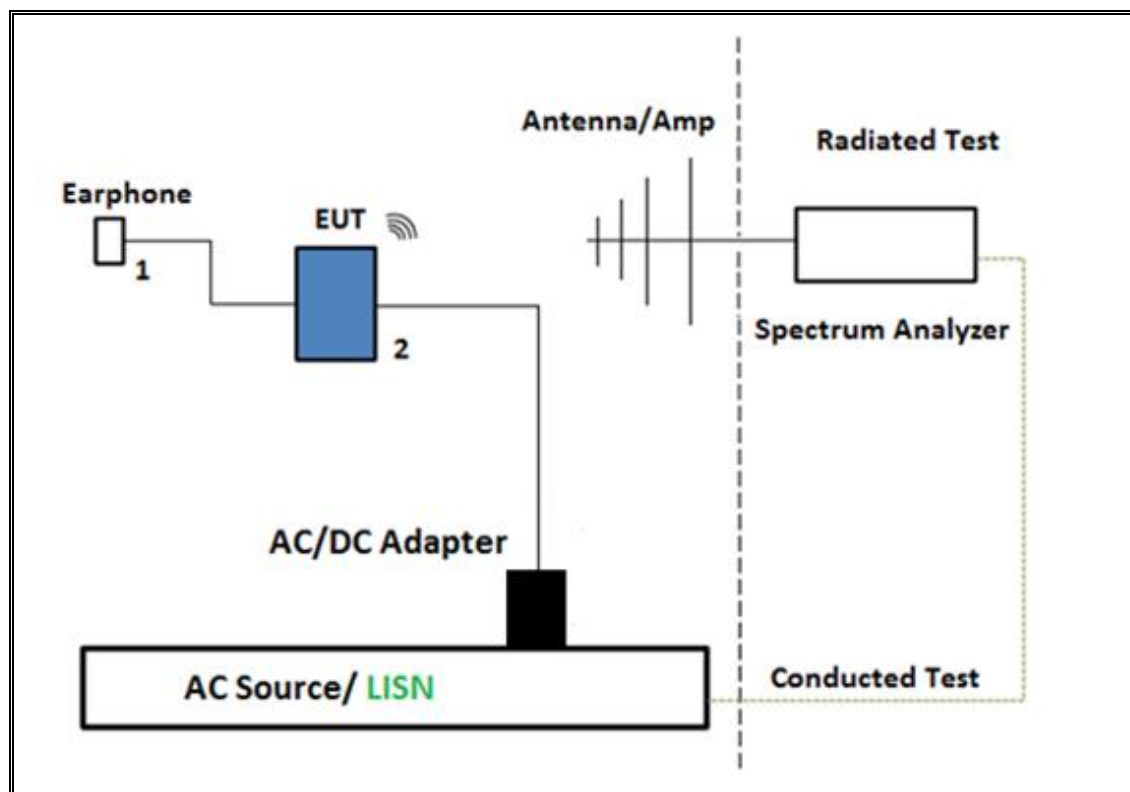 Antenna/Amp
Radiated Test
Earphone
1
EUT
2
Spectrum Analyzer
AC/DC Adapter
AC Source/ LISN
Conducted Test